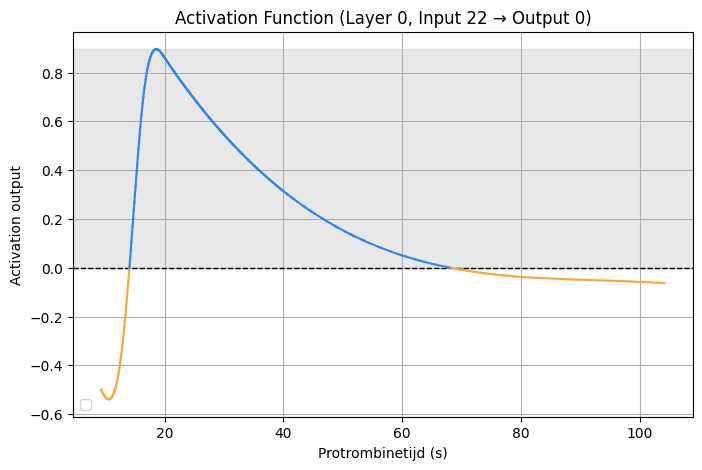 Activation Function (Layer 0, Input 22 → Output 0)
Activation output
0.8
0.6
0.4
0.2
0.0
−0.2
−0.4
−0.6
20 40 60 80 100
Protrombinetijd (s)